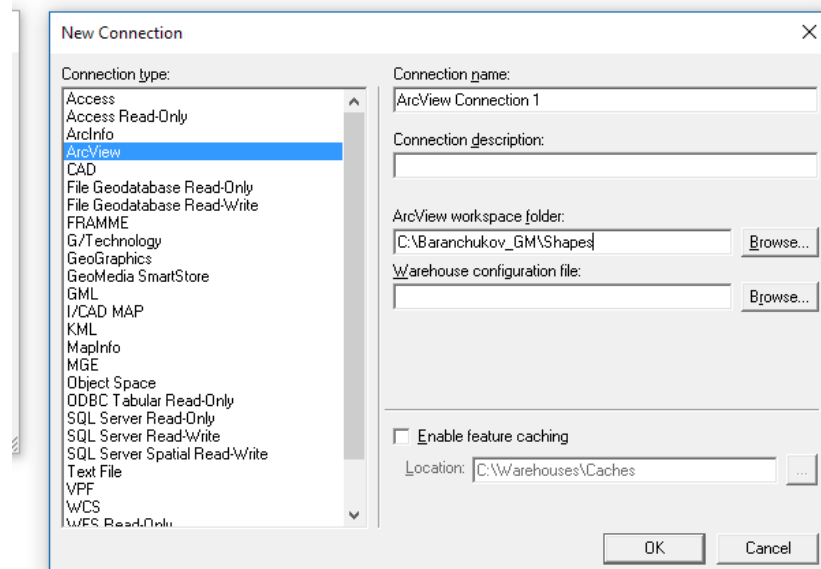 New Connection
Connection type:
Access
Access Read-Only
ArcInfo
ArcView
CAD
File Geodatabase Read-Only
File Geodatabase Read-Write
FRAMME
G/Technology
GeoGraphics
GeoMedia SmartStore
GML
I/CAD MAP
KML
MapInfo
MGE
Object Space
ODBC Tabular Read-Only
SQL Server Read-Only
SQL Server Read-Write
SQL Server Spatial Read-Write
Text File
VPF
WCS
WFS Read-Only
Connection name:
ArcView Connection 1
Connection description:
ArcView workspace folder:
C:\Baranchukov_GM\Shapes
Browse...
Warehouse configuration file:
Browse...
Enable feature caching
Location: C:\Warehouses\Caches
...
OK
Cancel